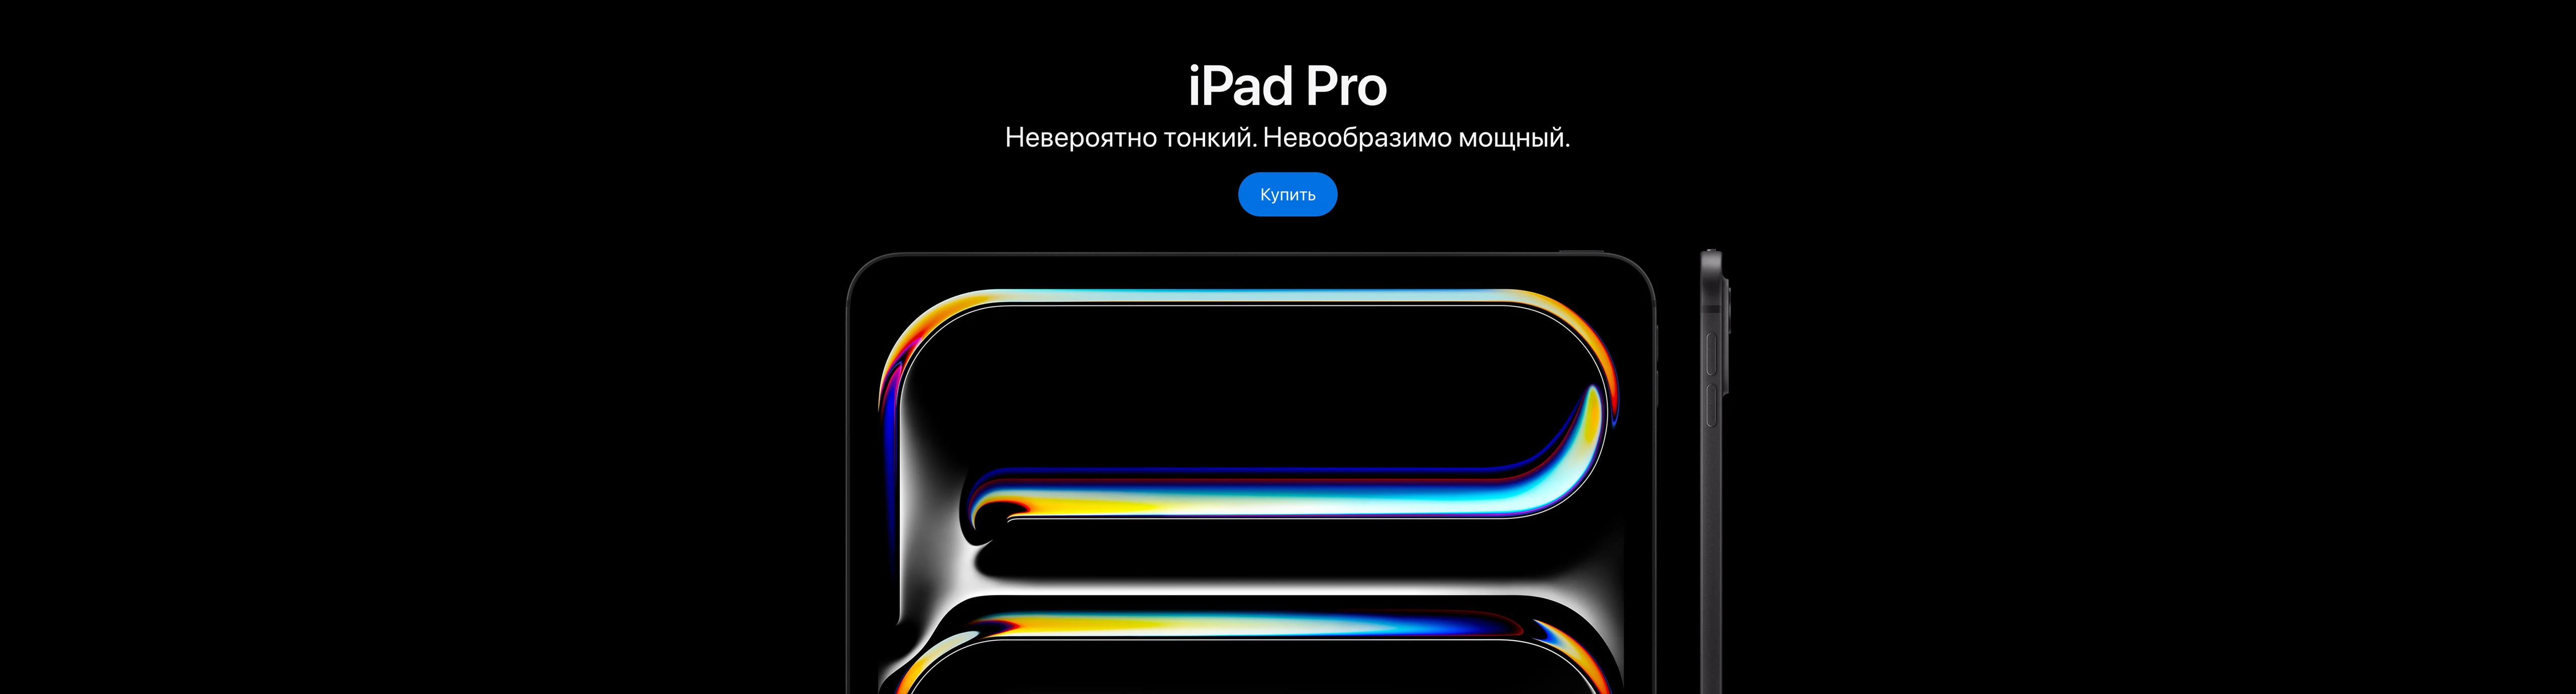 iPad Pro
Невероятно тонкий. Невообразимо мощный.
Купить